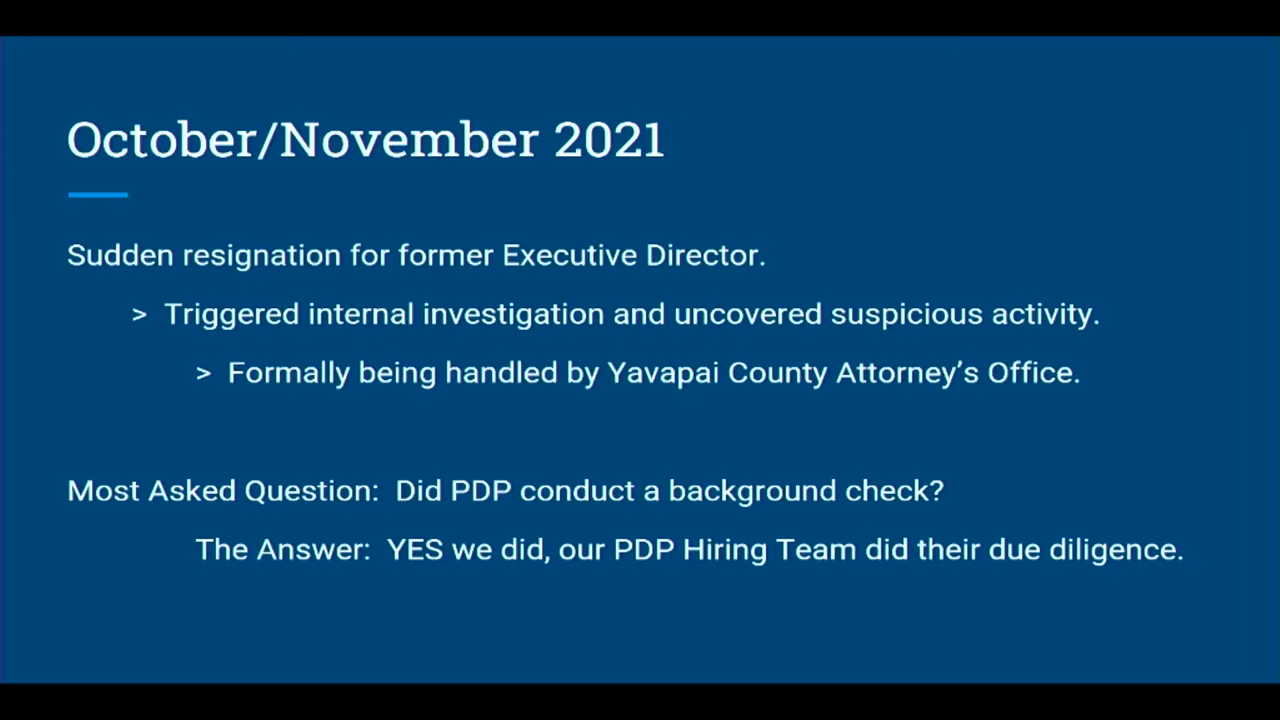 October/November 2021
Sudden resignation for former Executive Director.
> Triggered internal investigation and uncovered suspicious activity.
> Formally being handled by Yavapai County Attorney’s Office.
Most Asked Question:  Did PDP conduct a background check?
The Answer:  YES we did, our PDP Hiring Team did their due diligence.